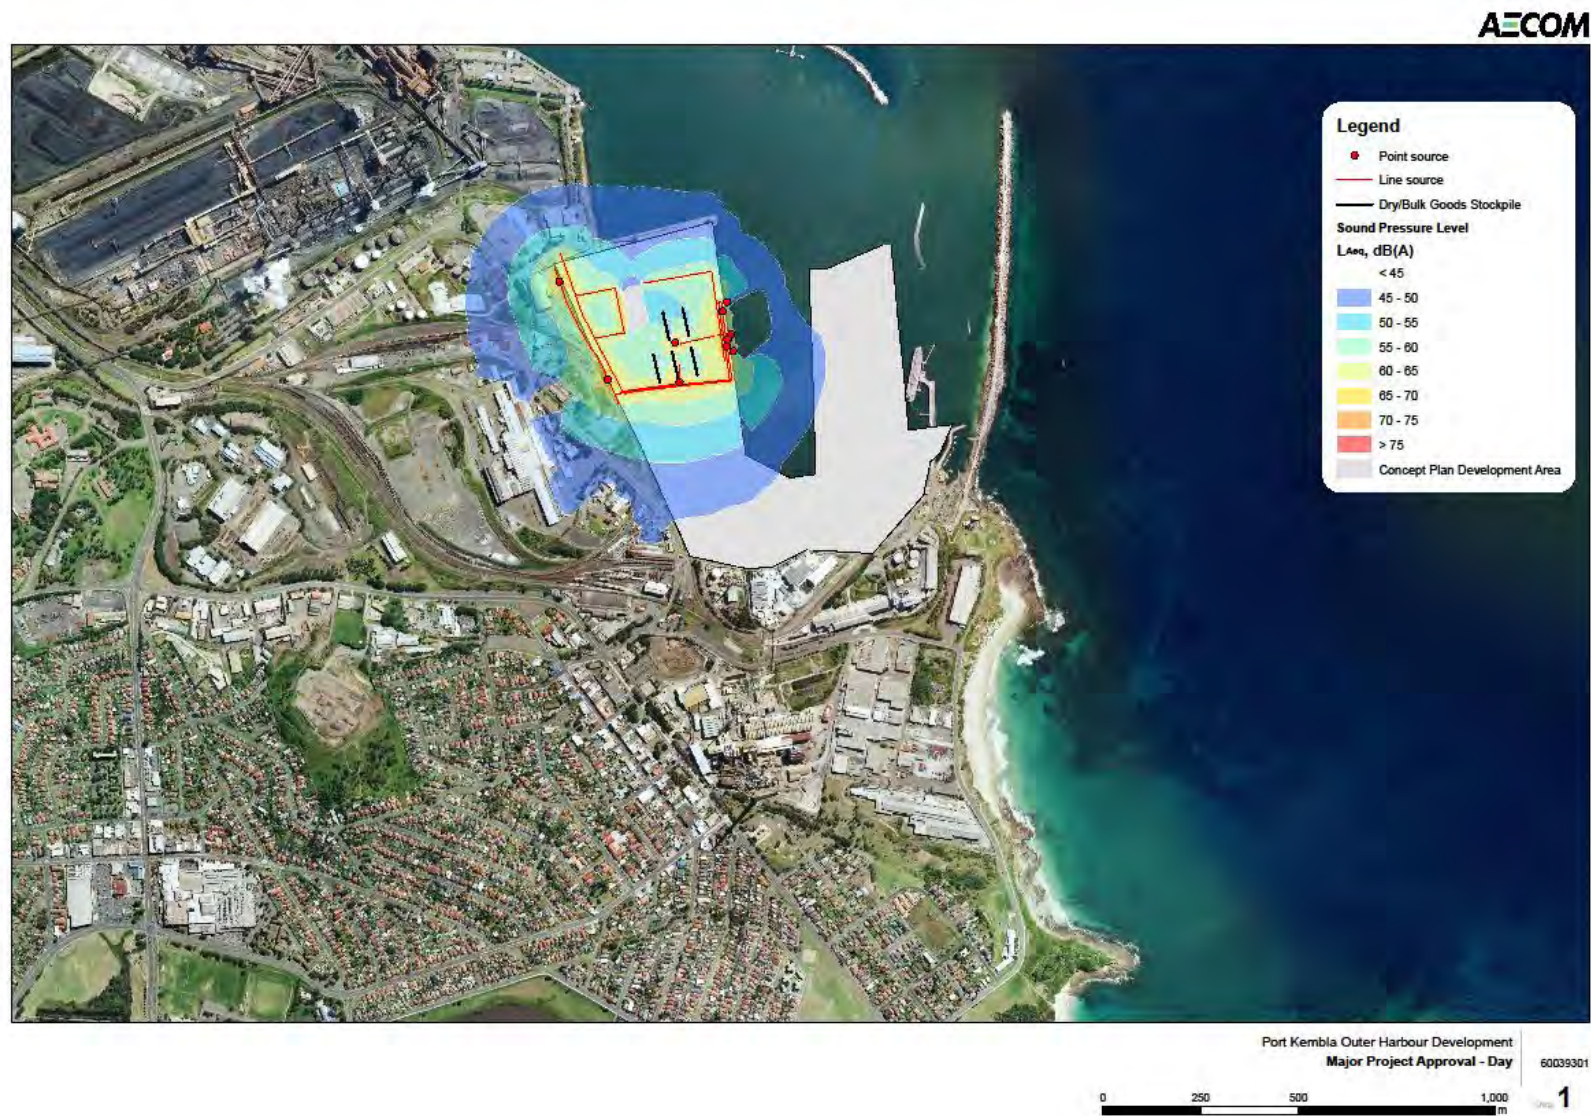 AECOM
Legend
Point source
Line source
Dry/Bulk Goods Stockpile
Sound Pressure Level
LAeq, dB(A)
< 45
45 - 50
50 - 55
55 - 60
60 - 65
65 - 70
70 - 75
> 75
Concept Plan Development Area
Port Kembla Outer Harbour Development
Major Project Approval - Day
60039301
0 250 500 1,000
m
1